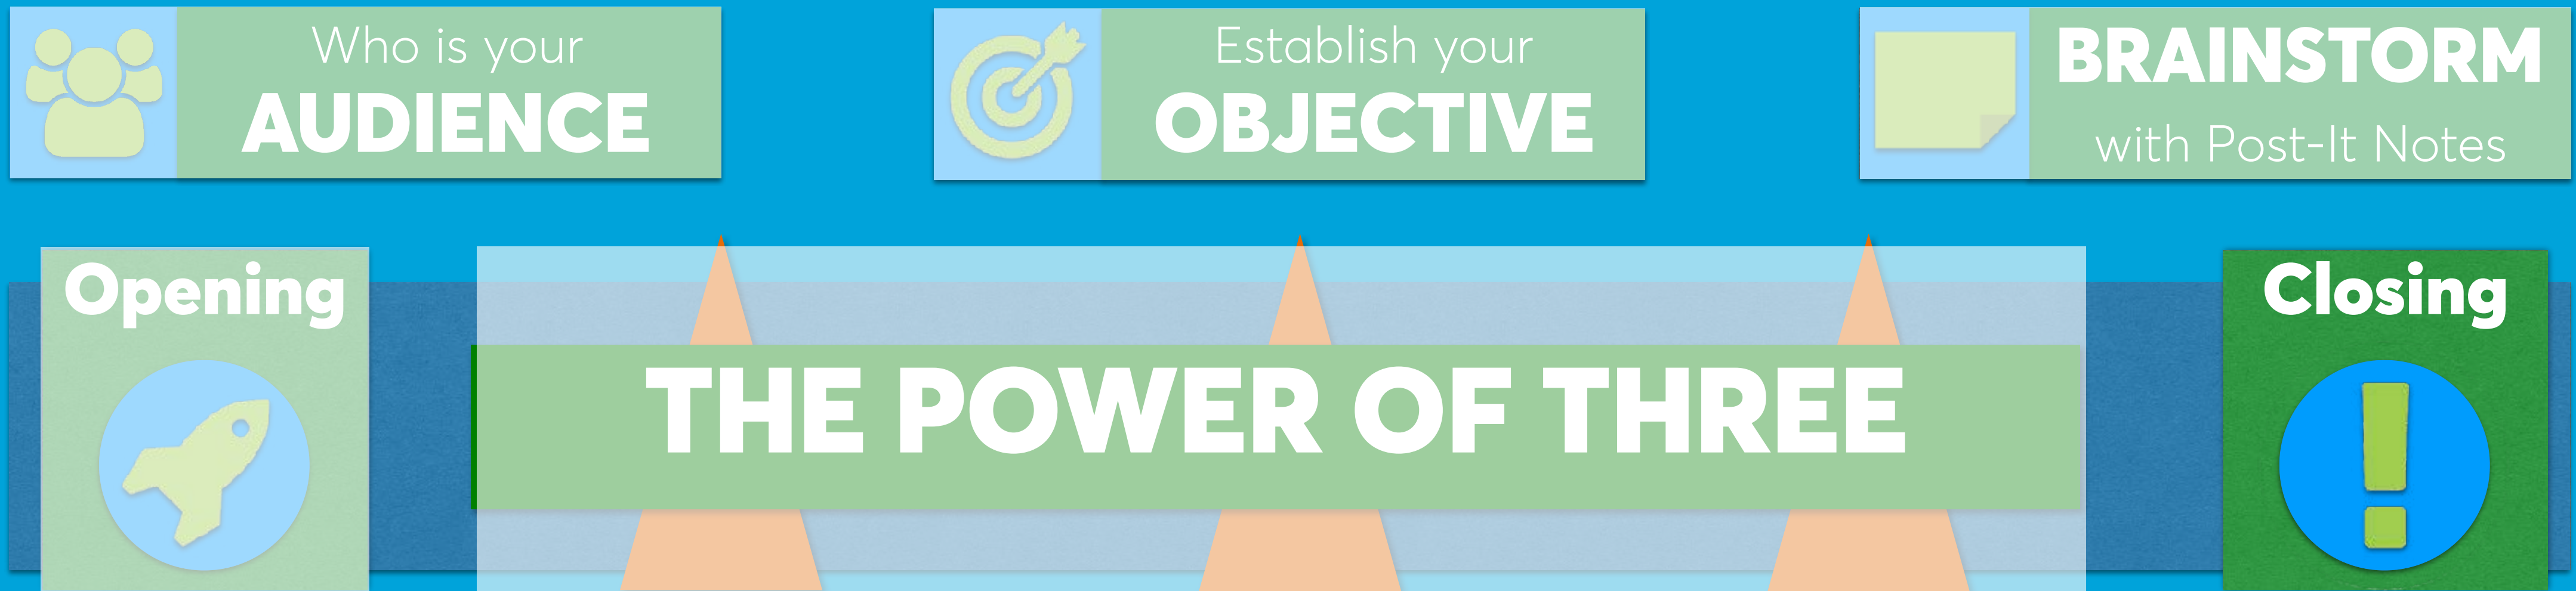 Who is your
AUDIENCE
Establish your
OBJECTIVE
BRAINSTORM
with Post-It Notes
Opening
THE POWER OF THREE
Closing